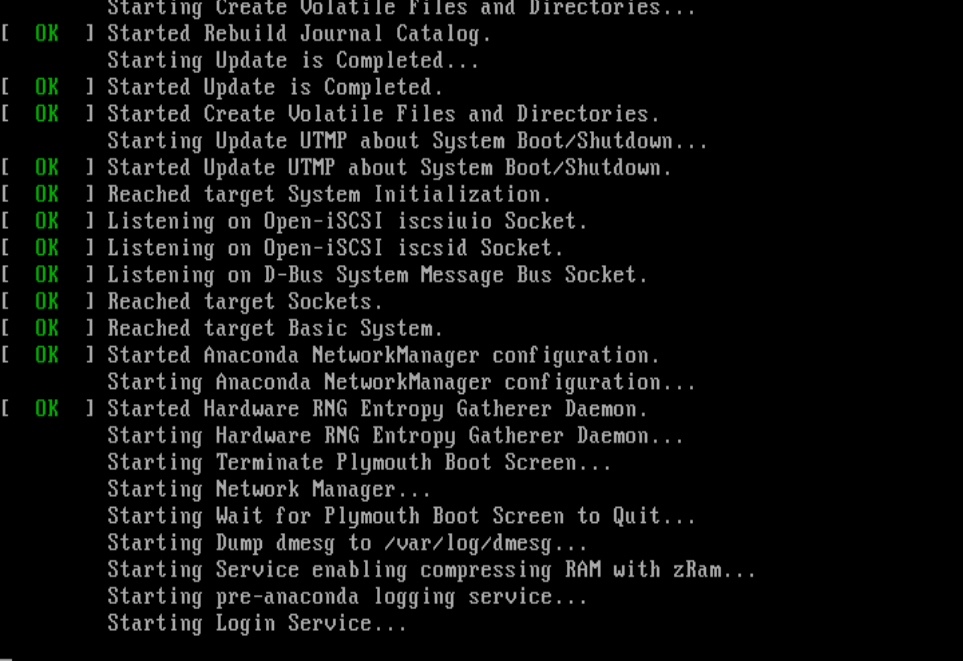 Starting Create Volatile Files and Directories...
[  OK  ] Started Rebuild Journal Catalog.
Starting Update is Completed...
[  OK  ] Started Update is Completed.
[  OK  ] Started Create Volatile Files and Directories.
Starting Update UTMP about System Boot/Shutdown...
[  OK  ] Started Update UTMP about System Boot/Shutdown.
[  OK  ] Reached target System Initialization.
[  OK  ] Listening on Open-iSCSI iscsiuio Socket.
[  OK  ] Listening on Open-iSCSI iscsid Socket.
[  OK  ] Listening on D-Bus System Message Bus Socket.
[  OK  ] Reached target Sockets.
[  OK  ] Reached target Basic System.
[  OK  ] Started Anaconda NetworkManager configuration.
Starting Anaconda NetworkManager configuration...
[  OK  ] Started Hardware RNG Entropy Gatherer Daemon.
Starting Hardware RNG Entropy Gatherer Daemon...
Starting Terminate Plymouth Boot Screen...
Starting Network Manager...
Starting Wait for Plymouth Boot Screen to Quit...
Starting Dump dmesg to /var/log/dmesg...
Starting Service enabling compressing RAM with zRam...
Starting pre-anaconda logging service...
Starting Login Service...